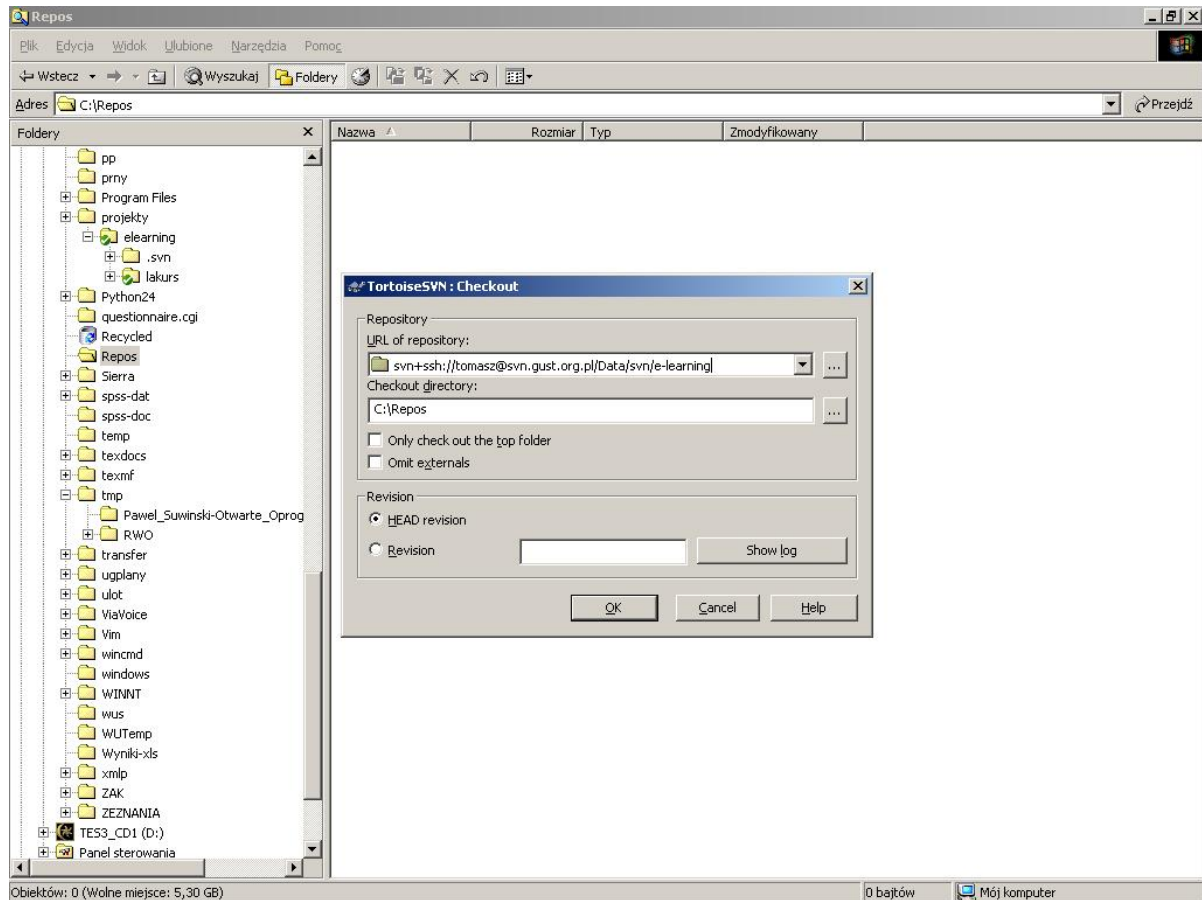 Repos
Plik Edycja Widok Ulubione Narzędzia Pomoc
Wstecz Wyszukaj Foldery
Adres C:\Repos Przejdź
Foldery x
Nazwa Rozmiar Typ Zmodyfikowany
pp
prny
Program Files
projekty
elearning
.svn
lakurs
Python24
questionnaire.cgi
Recycled
Repos
Sierra
spss-dat
spss-doc
temp
texdocs
texmf
tmp
Pawel_Suwinski-Otwarte_Oprog
RWO
transfer
ugplany
ulot
ViaVoice
Vim
wincmd
windows
WINNT
wus
WUTemp
Wyniki-xls
xmlp
ZAK
ZEZNANIA
TES3_CD1 (D:)
Panel sterowania
TortoiseSVN : Checkout
Repository
URL of repository:
svn+ssh://tomasz@svn.gust.org.pl/Data/svn/e-learning
...
Checkout directory:
C:\Repos
...
Only check out the top folder
Omit externals
Revision
HEAD revision
Revision Show log
OK Cancel Help
Obiektów: 0 (Wolne miejsce: 5,30 GB) 0 bajtów Mój komputer